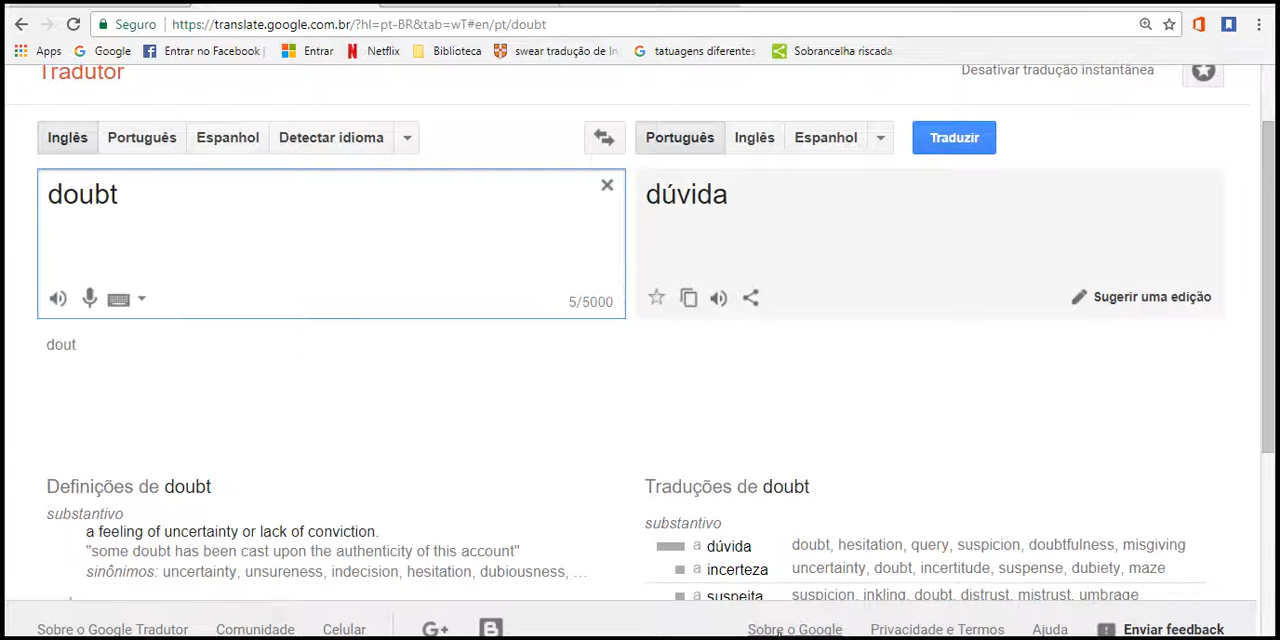 Seguro | https://translate.google.com.br/?hl=pt-BR&tab=wT#en/pt/doubt
Apps Google Entrar no Facebook Entrar Netflix Biblioteca swear tradução de In tatuagens diferentes Sobrancelha riscada
Tradutor Desativar tradução instantânea
Inglês Português Espanhol Detectar idioma Português Inglês Espanhol Traduzir
doubt dúvida
5/5000 Sugerir uma edição
dout
Definições de doubt
substantivo
a feeling of uncertainty or lack of conviction.
"some doubt has been cast upon the authenticity of this account"
sinônimos: uncertainty, unsureness, indecision, hesitation, dubiousness, ...
Traduções de doubt
substantivo
a dúvida doubt, hesitation, query, suspicion, doubtfulness, misgiving
a incerteza uncertainty, doubt, incertitude, suspense, dubiety, maze
a suspeita suspicion, inkling, doubt, distrust, mistrust, umbrage
Sobre o Google Tradutor Comunidade Celular G+ B Sobre o Google Privacidade e Termos Ajuda Enviar feedback